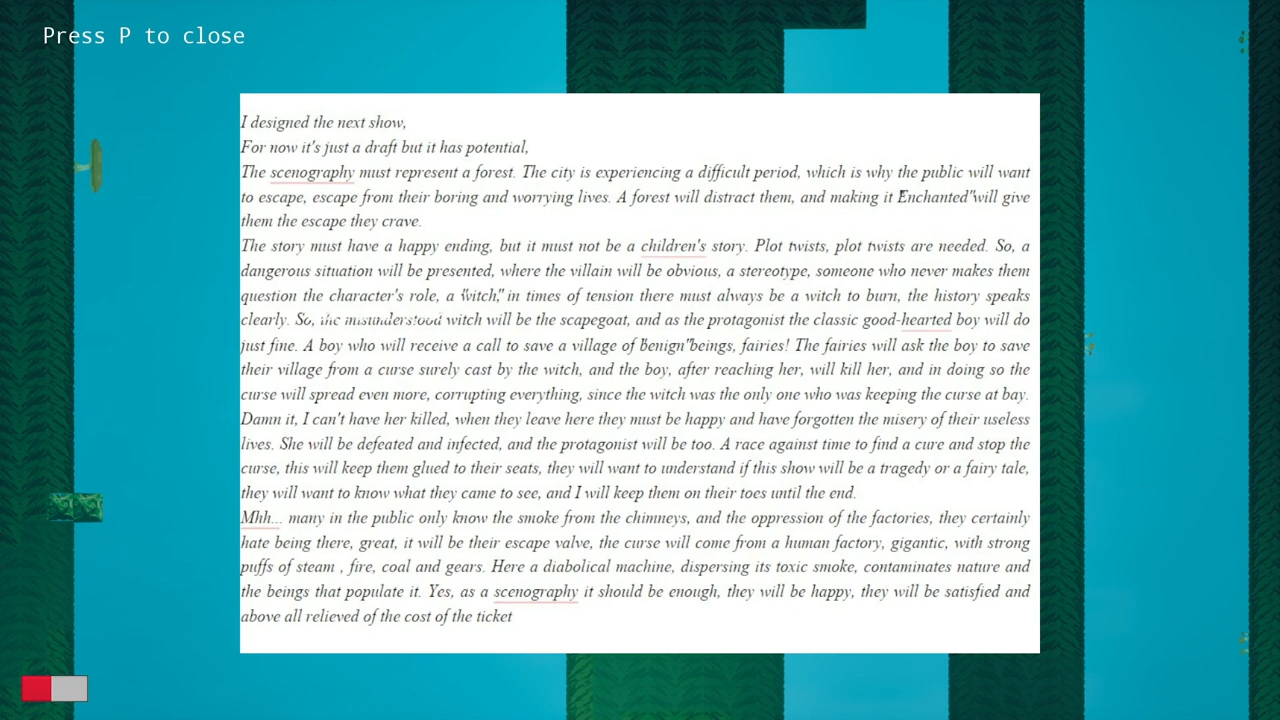 Press P to close
I designed the next show,
For now it's just a draft but it has potential,
The scenography must represent a forest. The city is experiencing a difficult period, which is why the public will want
to escape, escape from their boring and worrying lives. A forest will distract them, and making it "Enchanted" will give
them the escape they crave.
The story must have a happy ending, but it must not be a children's story. Plot twists, plot twists are needed. So, a
dangerous situation will be presented, where the villain will be obvious, a stereotype, someone who never makes them
question the character's role, a "witch," in times of tension there must always be a witch to burn, the history speaks
clearly. So, the misunderstood witch will be the scapegoat, and as the protagonist the classic good-hearted boy will do
just fine. A boy who will receive a call to save a village of "benign" beings, fairies! The fairies will ask the boy to save
their village from a curse surely cast by the witch, and the boy, after reaching her, will kill her, and in doing so the
curse will spread even more, corrupting everything, since the witch was the only one who was keeping the curse at bay.
Damn it, I can't have her killed, when they leave here they must be happy and have forgotten the misery of their useless
lives. She will be defeated and infected, and the protagonist will be too. A race against time to find a cure and stop the
curse, this will keep them glued to their seats, they will want to understand if this show will be a tragedy or a fairy tale,
they will want to know what they came to see, and I will keep them on their toes until the end.
Mhh... many in the public only know the smoke from the chimneys, and the oppression of the factories, they certainly
hate being there, great, it will be their escape valve, the curse will come from a human factory, gigantic, with strong
puffs of steam , fire, coal and gears. Here a diabolical machine, dispersing its toxic smoke, contaminates nature and
the beings that populate it. Yes, as a scenography it should be enough, they will be happy, they will be satisfied and
above all relieved of the cost of the ticket